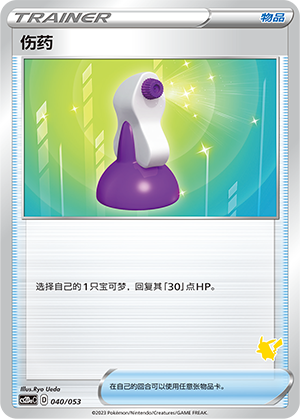 TRAINER
物品
伤药
选择自己的1只宝可梦，回复其「30」点HP。
Illus.Ryo Ueda
D 040/053
在自己的回合可以使用任意张物品卡。
©2023 Pokémon/Nintendo/Creatures/GAME FREAK.